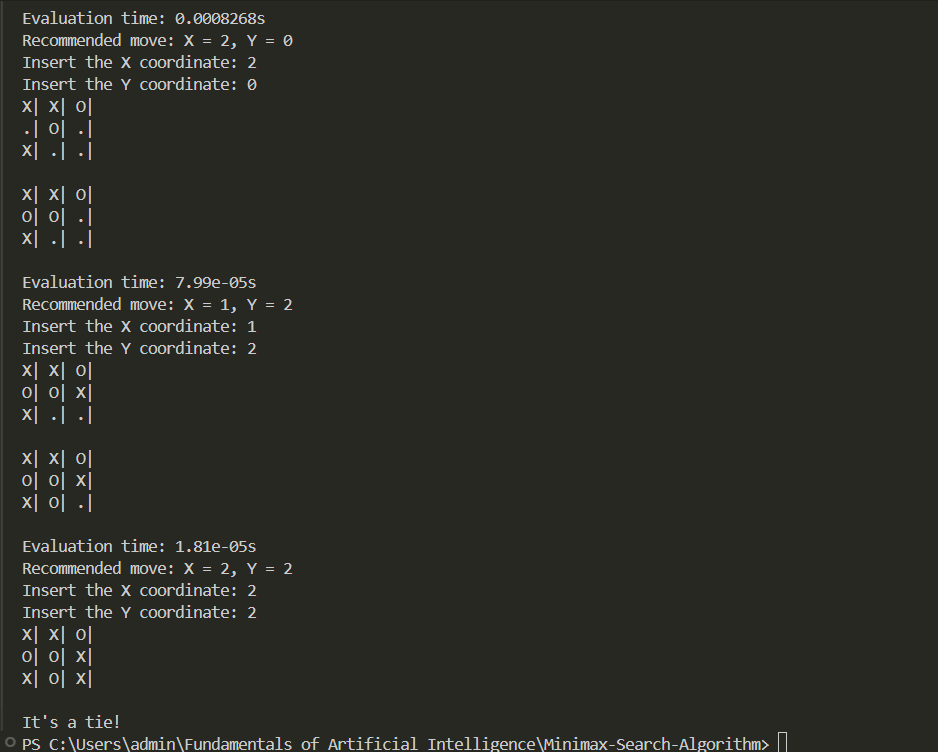 Evaluation time: 0.0008268s
Recommended move: X = 2, Y = 0
Insert the X coordinate: 2
Insert the Y coordinate: 0
X| X| O|
.| O| .|
X| .| .|

X| X| O|
O| O| .|
X| .| .|

Evaluation time: 7.99e-05s
Recommended move: X = 1, Y = 2
Insert the X coordinate: 1
Insert the Y coordinate: 2
X| X| O|
O| O| X|
X| .| .|

X| X| O|
O| O| X|
X| O| .|

Evaluation time: 1.81e-05s
Recommended move: X = 2, Y = 2
Insert the X coordinate: 2
Insert the Y coordinate: 2
X| X| O|
O| O| X|
X| O| X|

It's a tie!
PS C:\Users\admin\Fundamentals of Artificial Intelligence\Minimax-Search-Algorithm>